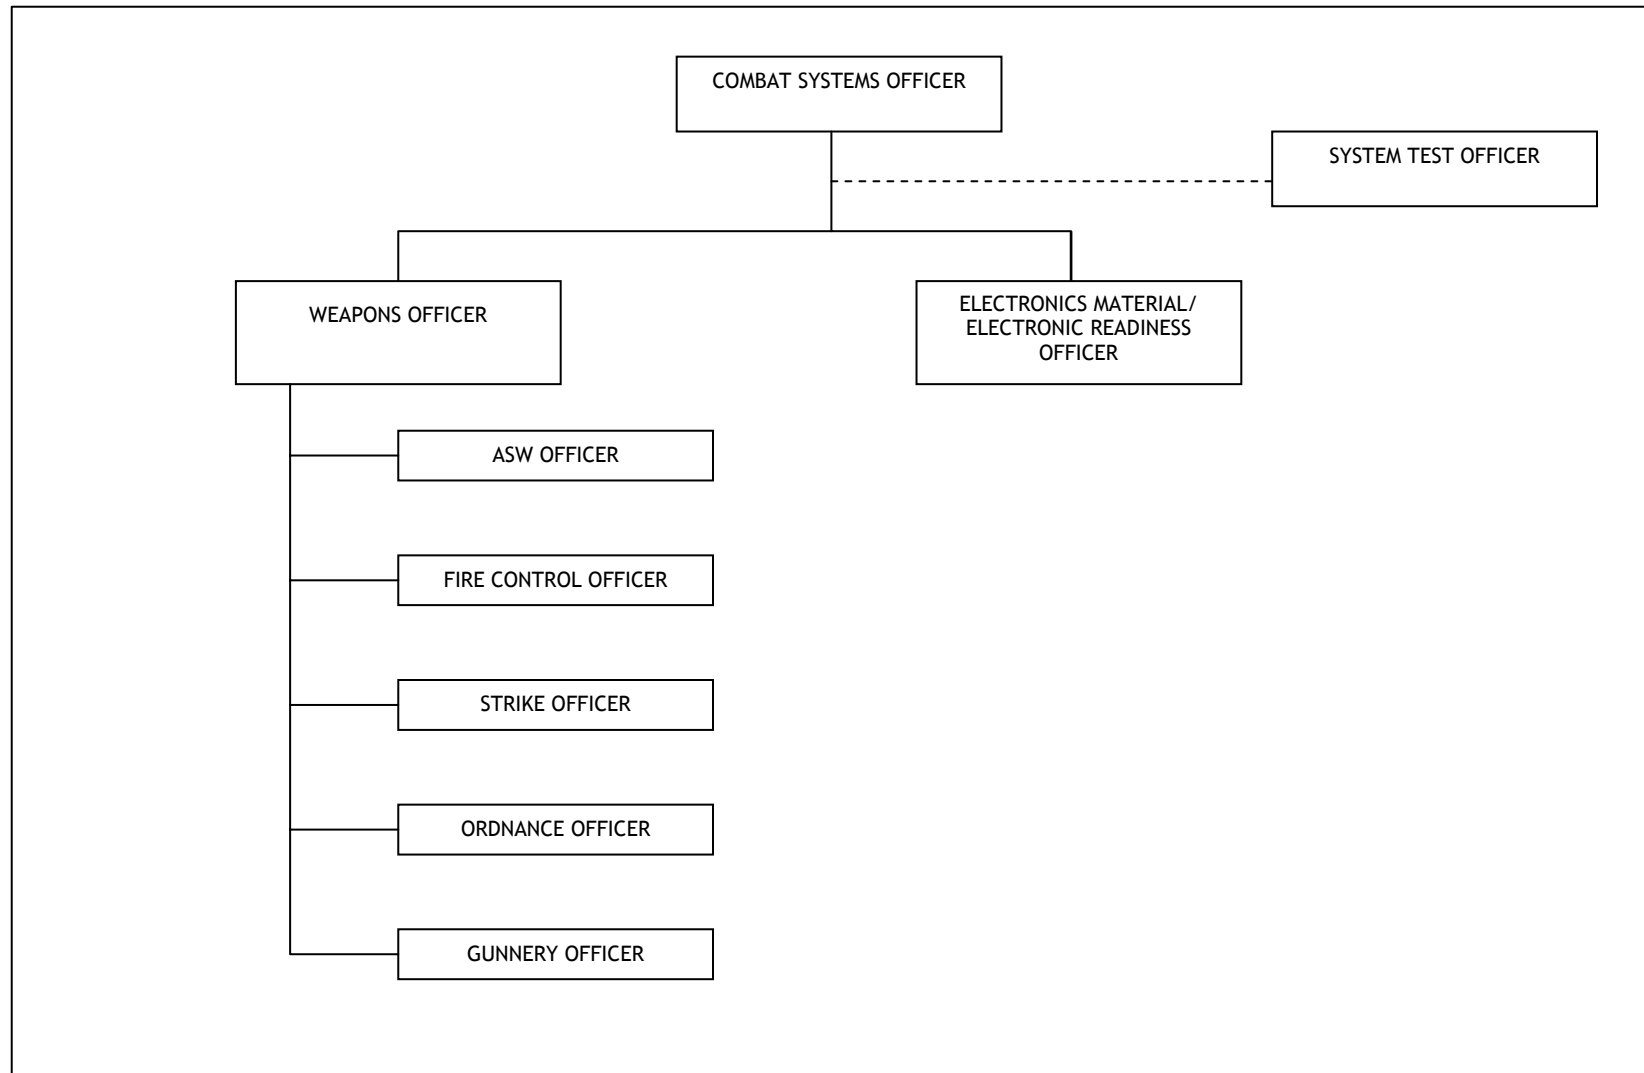 COMBAT SYSTEMS OFFICER
SYSTEM TEST OFFICER
WEAPONS OFFICER
ELECTRONICS MATERIAL/
ELECTRONIC READINESS
OFFICER
ASW OFFICER
FIRE CONTROL OFFICER
STRIKE OFFICER
ORDNANCE OFFICER
GUNNERY OFFICER